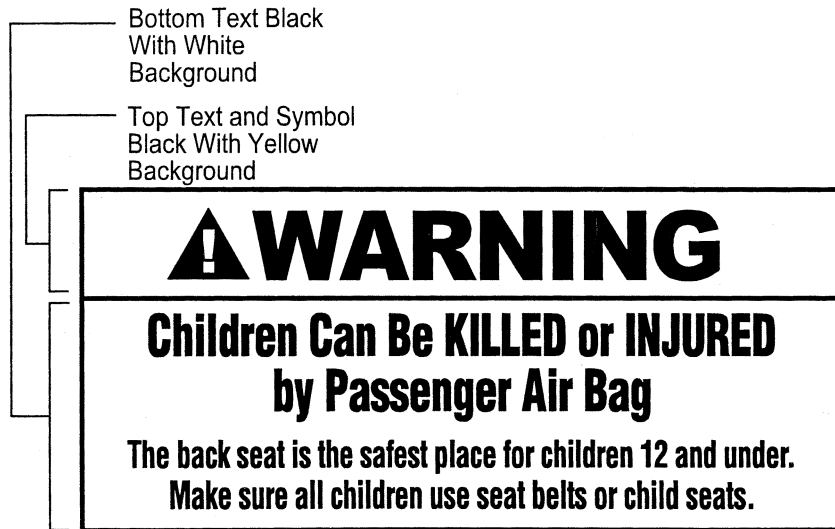 Bottom Text Black
With White
Background
Top Text and Symbol
Black With Yellow
Background
WARNING
Children Can Be KILLED or INJURED
by Passenger Air Bag
The back seat is the safest place for children 12 and under.
Make sure all children use seat belts or child seats.